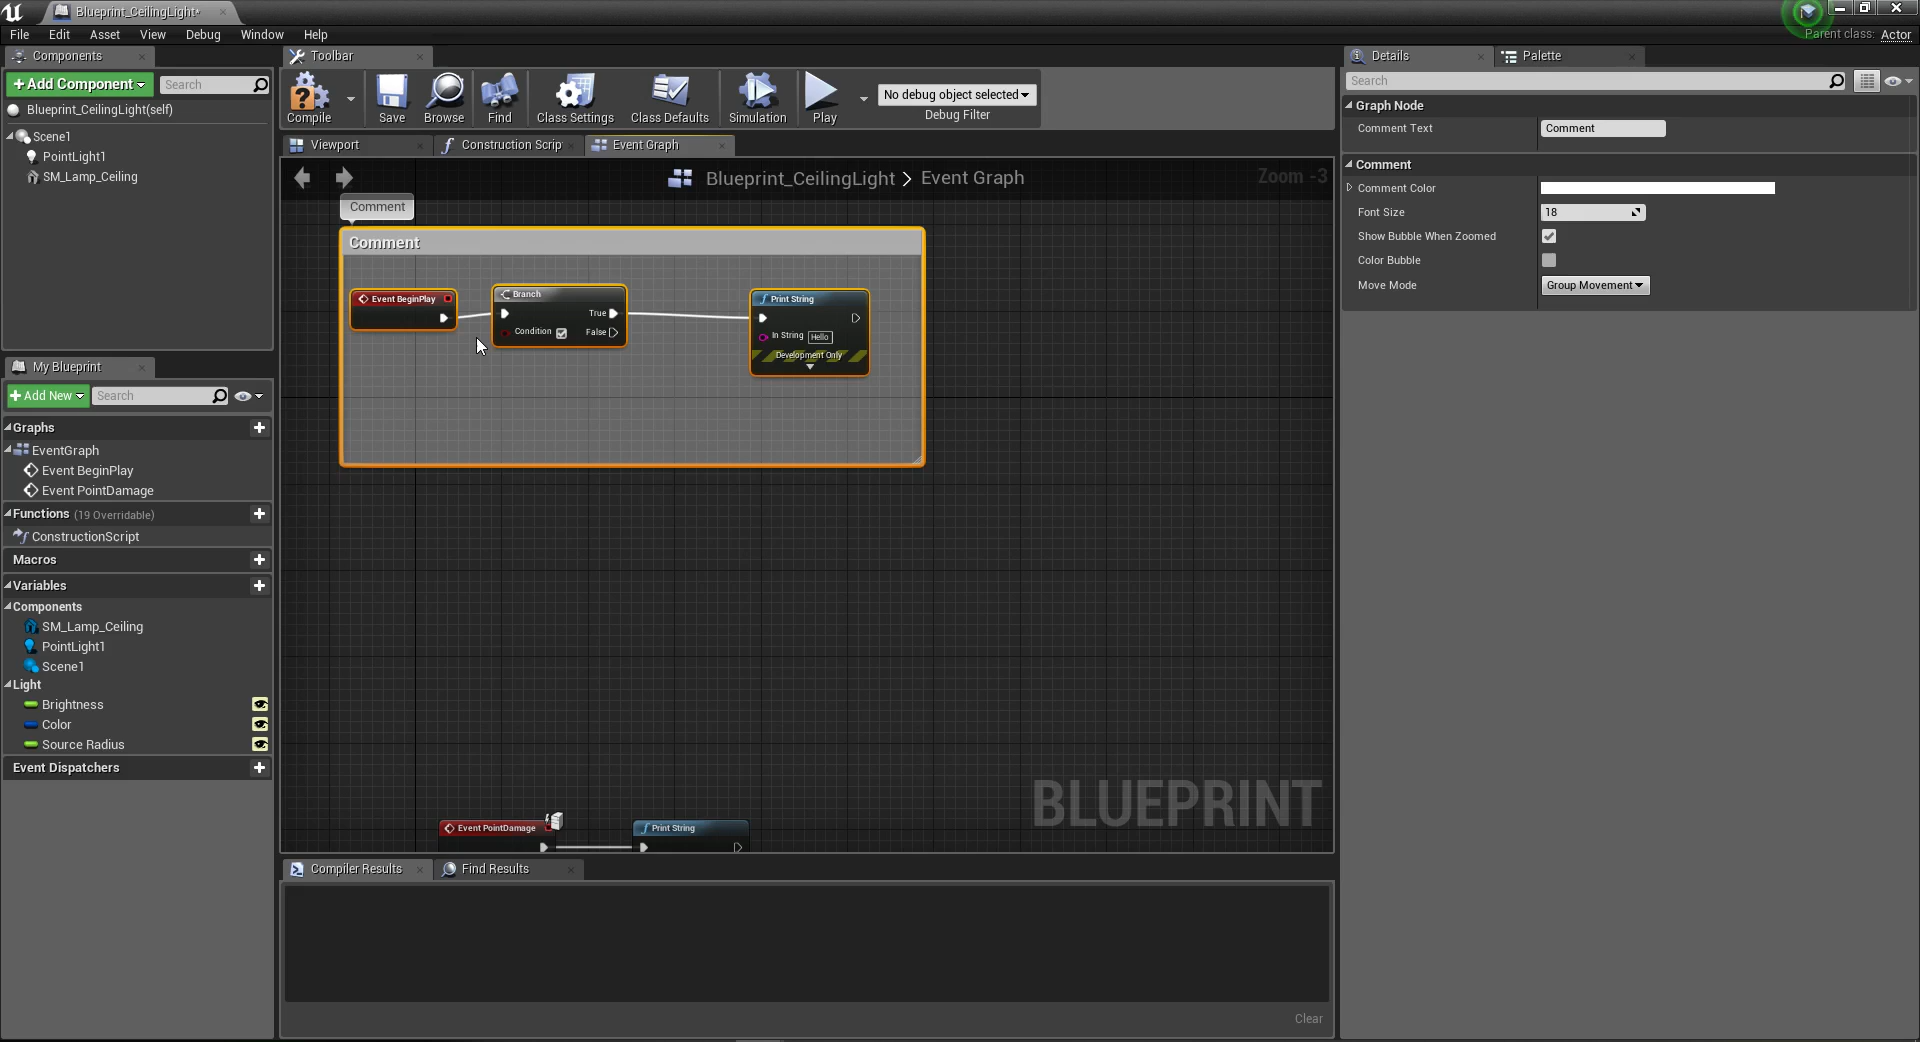 Blueprint_CeilingLight*
File Edit Asset View Debug Window Help
Parent class: Actor
Components
+ Add Component
Search
Blueprint_CeilingLight(self)
Scene1
PointLight1
SM_Lamp_Ceiling
My Blueprint
+ Add New
Search
Graphs
EventGraph
Event BeginPlay
Event PointDamage
Functions (19 Overridable)
ConstructionScript
Macros
Variables
Components
SM_Lamp_Ceiling
PointLight1
Scene1
Light
Brightness
Color
Source Radius
Event Dispatchers
Toolbar
Compile Save Browse Find Class Settings Class Defaults Simulation Play
No debug object selected
Debug Filter
Viewport Construction Scrip Event Graph
Blueprint_CeilingLight > Event Graph
Zoom -3
Comment
Comment
Event BeginPlay
Branch
True
Condition
False
Print String
In String Hello
Development Only
BLUEPRINT
Event PointDamage
Print String
Compiler Results Find Results
Clear
Details Palette
Search
Graph Node
Comment Text Comment
Comment
Comment Color
Font Size 18
Show Bubble When Zoomed
Color Bubble
Move Mode Group Movement